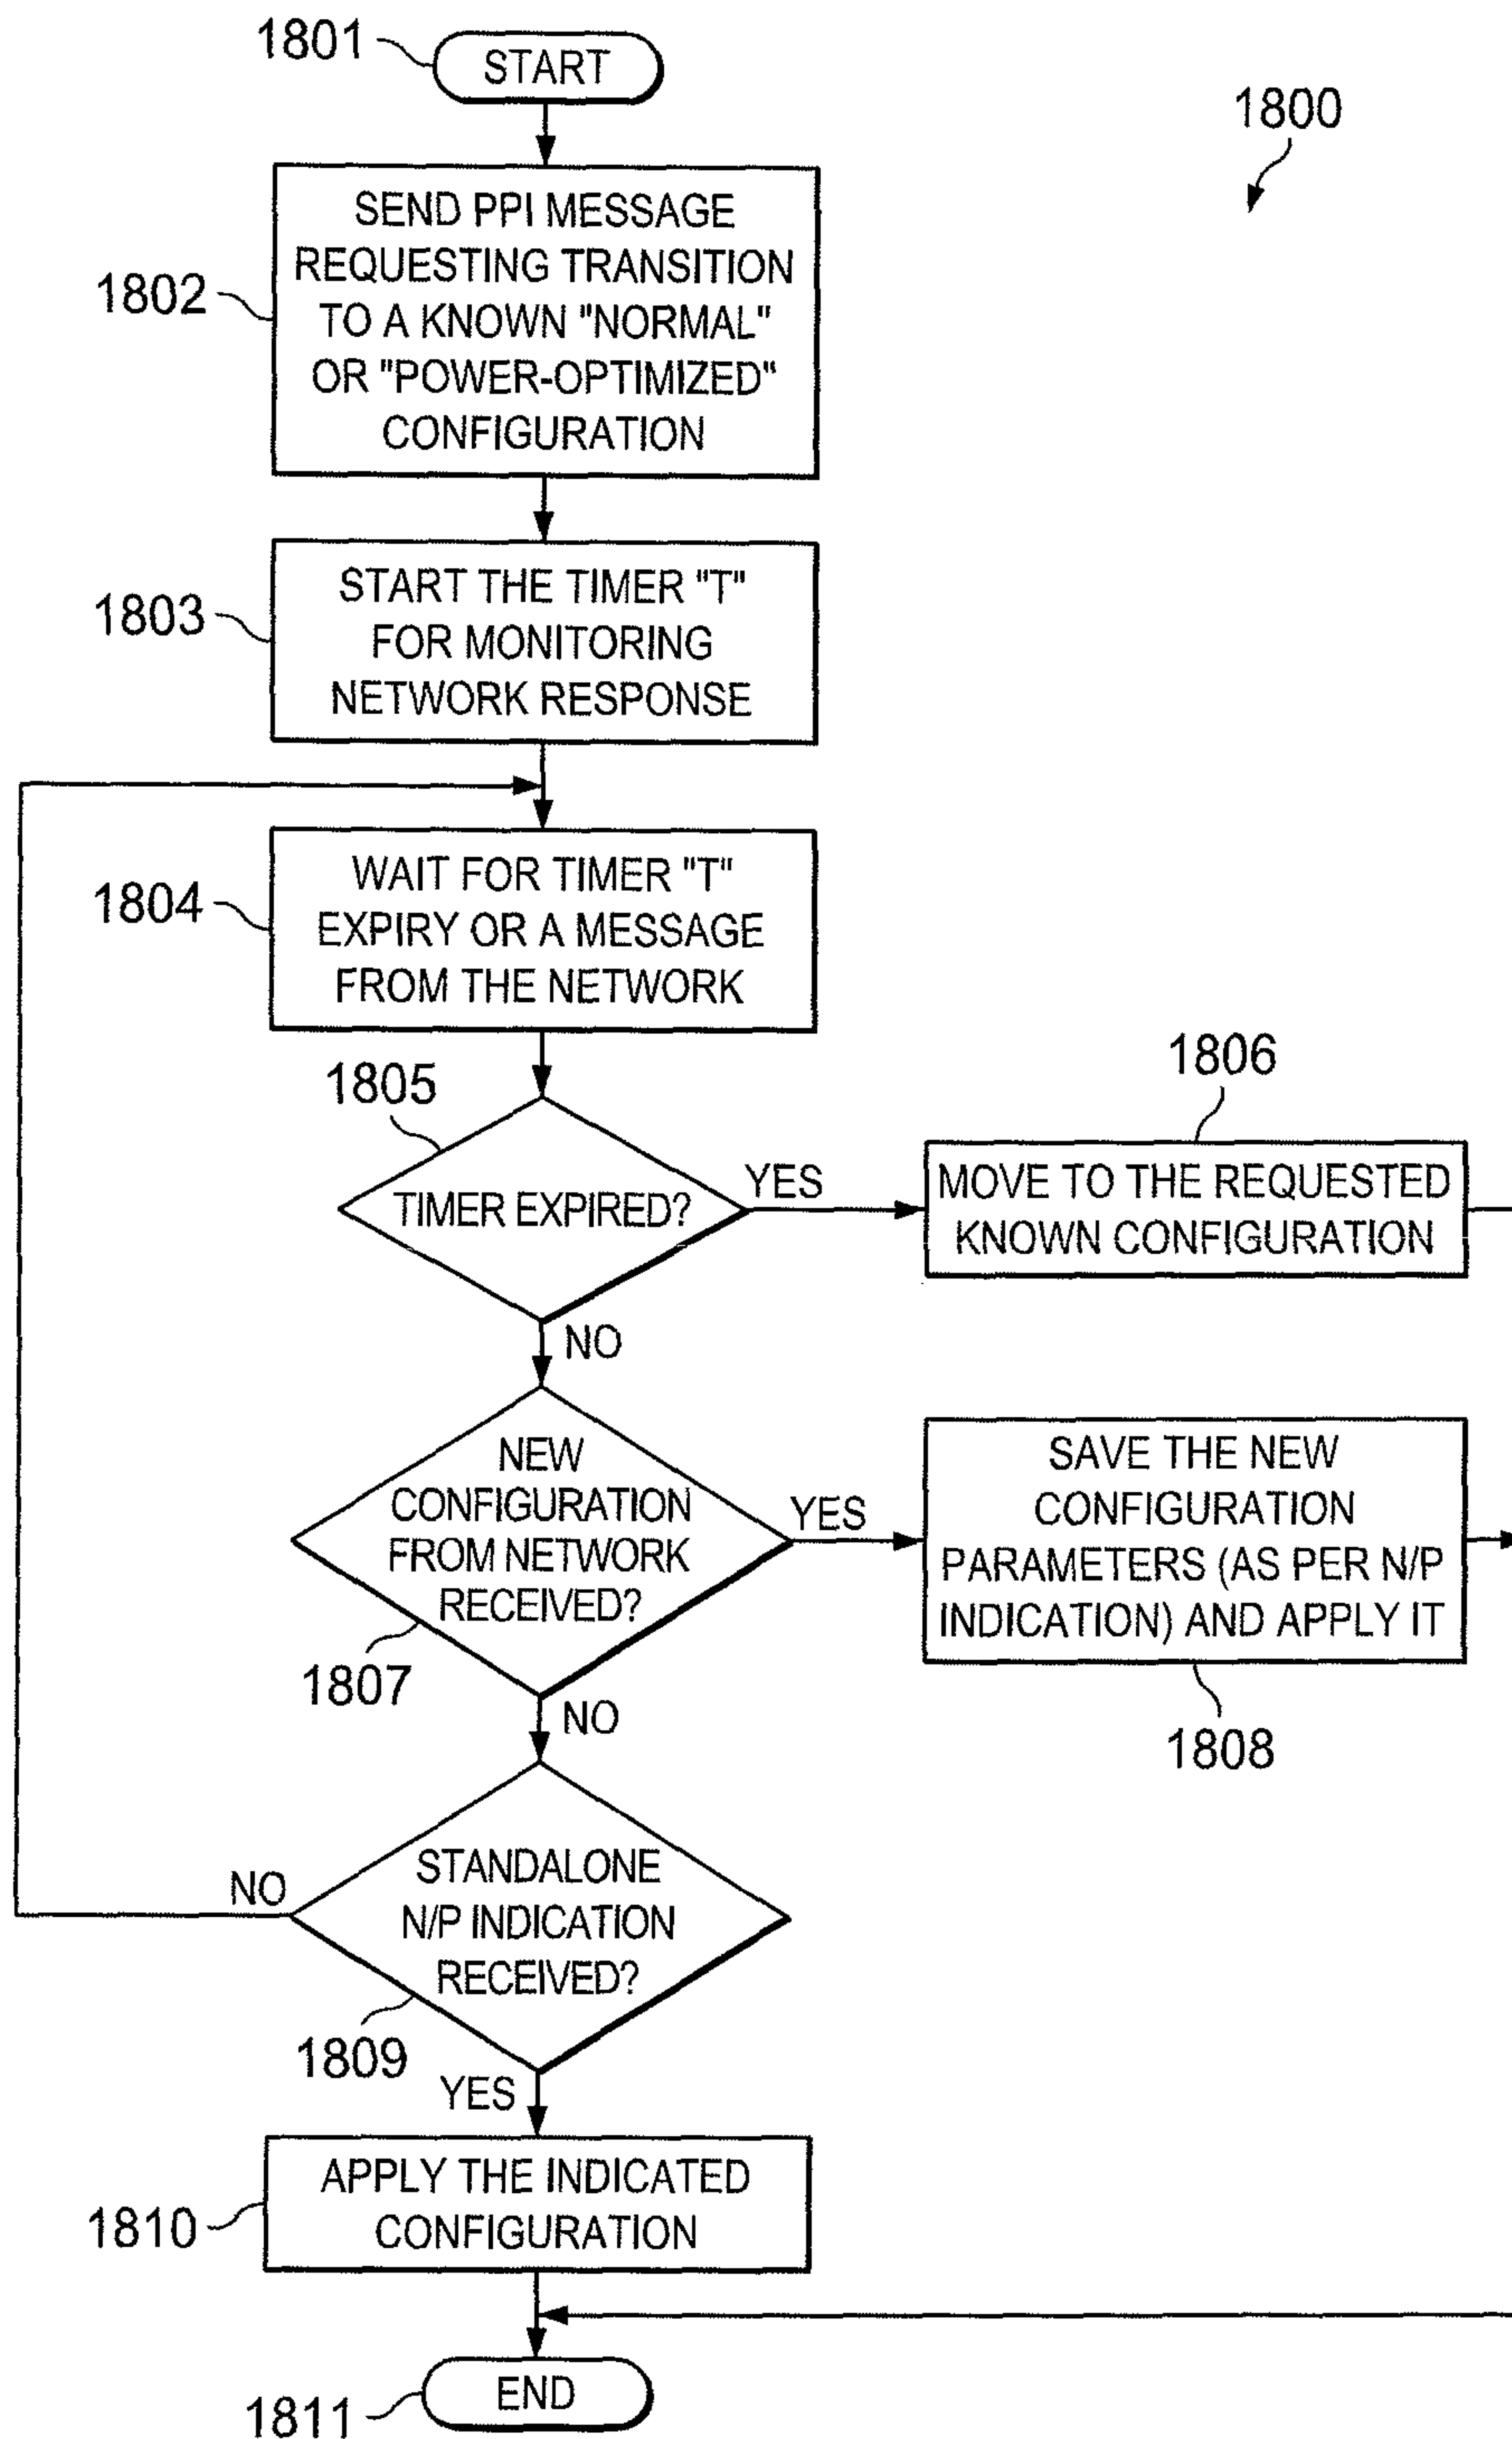 1801
START
1800
1802
SEND PPI MESSAGE
REQUESTING TRANSITION
TO A KNOWN "NORMAL"
OR "POWER-OPTIMIZED"
CONFIGURATION
1803
START THE TIMER "T"
FOR MONITORING
NETWORK RESPONSE
1804
WAIT FOR TIMER "T"
EXPIRY OR A MESSAGE
FROM THE NETWORK
1805
TIMER EXPIRED?
YES
1806
MOVE TO THE REQUESTED
KNOWN CONFIGURATION
NO
NEW
CONFIGURATION
FROM NETWORK
RECEIVED?
1807
YES
SAVE THE NEW
CONFIGURATION
PARAMETERS (AS PER N/P
INDICATION) AND APPLY IT
1808
NO
STANDALONE
N/P INDICATION
RECEIVED?
NO
1809
YES
1810
APPLY THE INDICATED
CONFIGURATION
1811
END